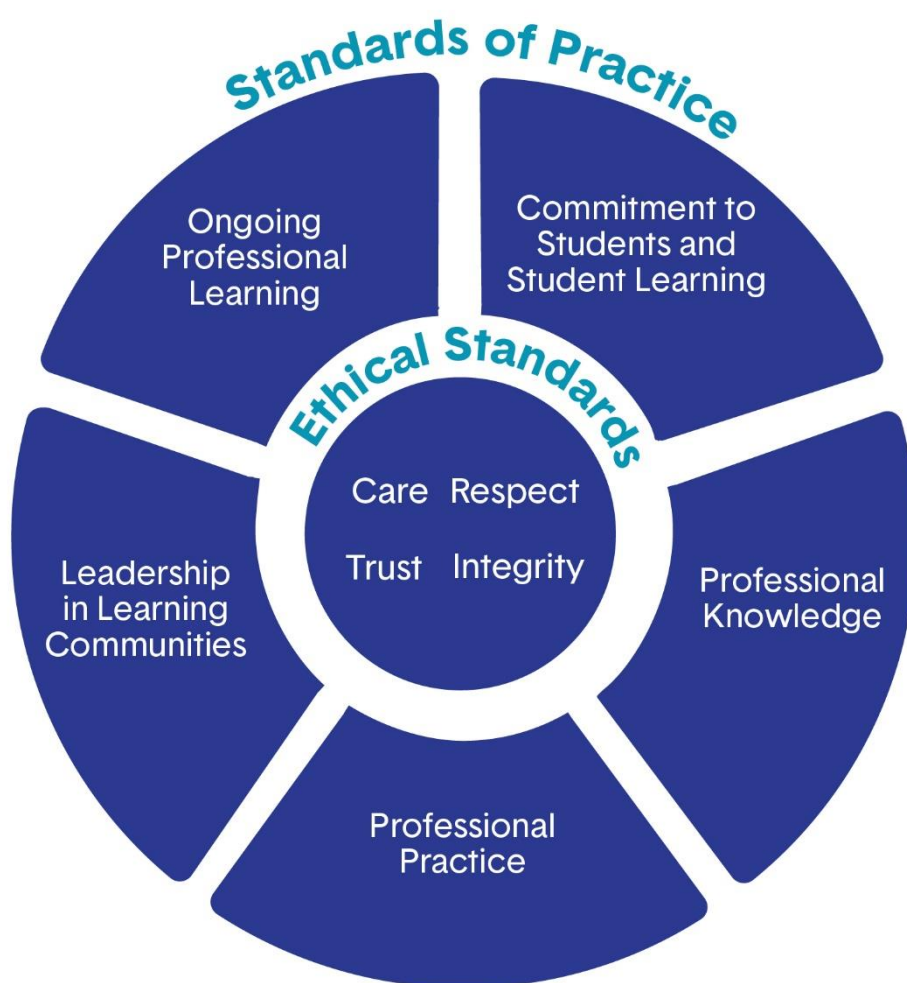 Standards of Practice
Ongoing
Professional
Learning
Commitment to
Students and
Student Learning
Ethical Standards
Care Respect
Trust Integrity
Leadership
in Learning
Communities
Professional
Knowledge
Professional
Practice